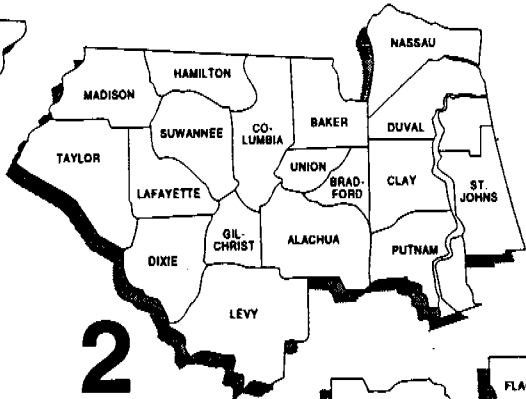 NASSAU
HAMILTON
MADISON
SUWANNEE
CO-
LUMBIA
BAKER
DUVAL
TAYLOR
UNION
LAFAYETTE
BRAD-
FORD
CLAY
ST.
JOHNS
GIL-
CHRIST
ALACHUA
DIXIE
PUTNAM
LEVY
2
FLAG